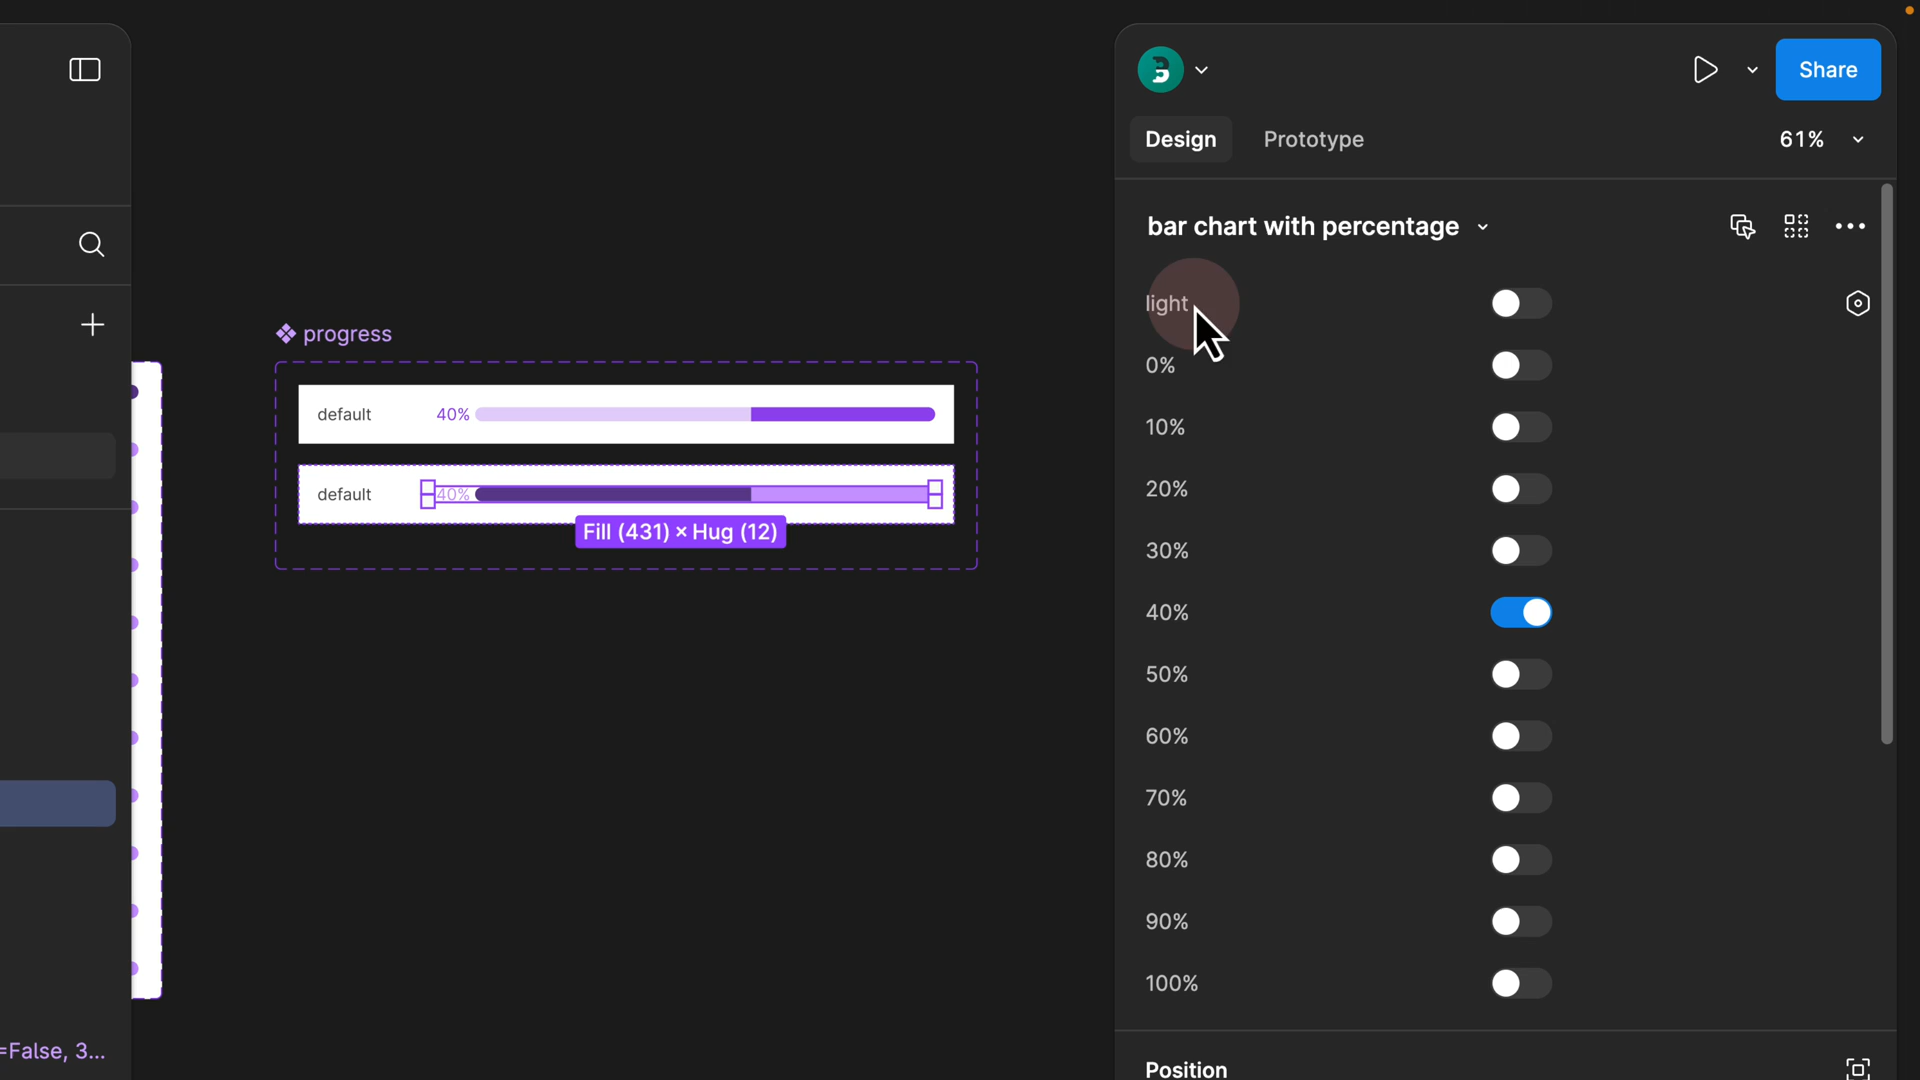 Share
Design
Prototype
61%
bar chart with percentage
light
0%
10%
20%
30%
40%
50%
60%
70%
80%
90%
100%
Position
progress
default 40%
default 40%
Fill (431) × Hug (12)
=False, 3...